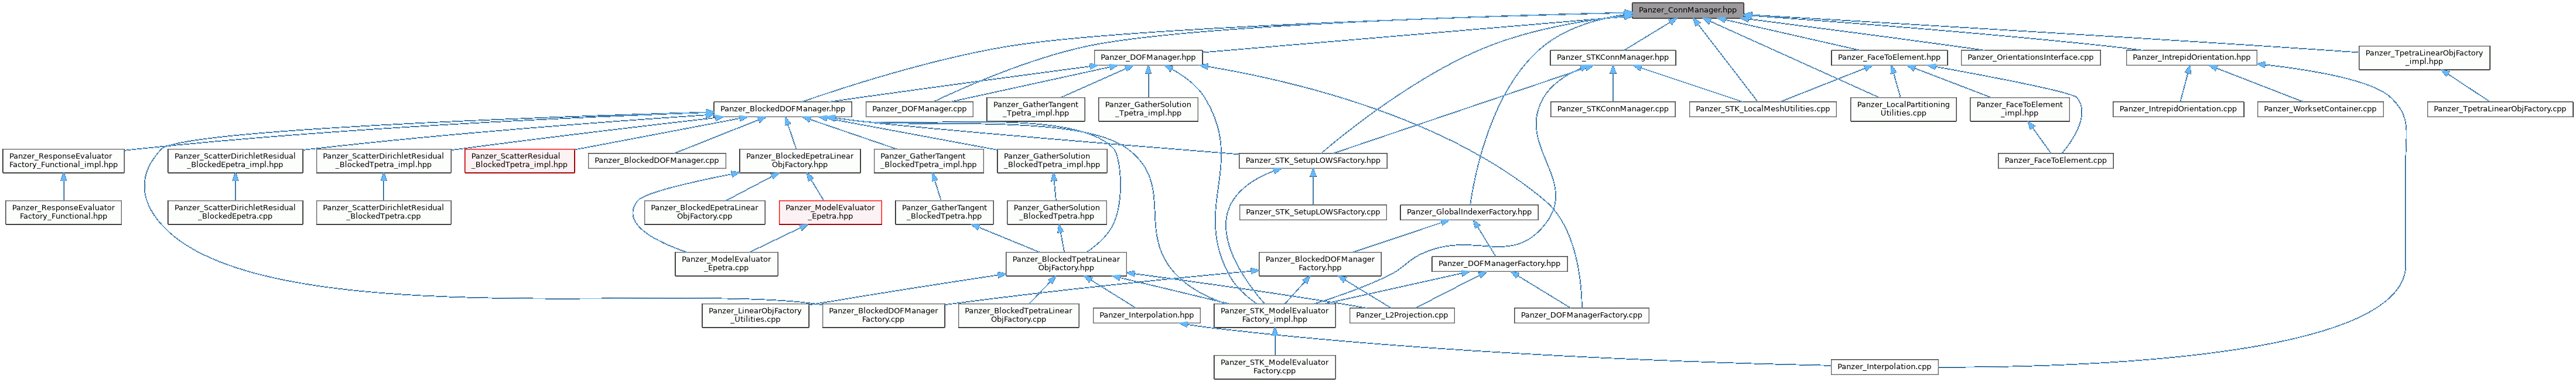 Panzer_ConnManager.hpp
Panzer_DOFManager.hpp
Panzer_STKConnManager.hpp
Panzer_FaceToElement.hpp
Panzer_OrientationsInterface.cpp
Panzer_IntrepidOrientation.hpp
Panzer_TpetraLinearObjFactory
_impl.hpp
Panzer_BlockedDOFManager.hpp
Panzer_DOFManager.cpp
Panzer_GatherTangent
_Tpetra_impl.hpp
Panzer_GatherSolution
_Tpetra_impl.hpp
Panzer_STKConnManager.cpp
Panzer_STK_LocalMeshUtilities.cpp
Panzer_LocalPartitioning
Utilities.cpp
Panzer_FaceToElement
_impl.hpp
Panzer_IntrepidOrientation.cpp
Panzer_WorksetContainer.cpp
Panzer_TpetraLinearObjFactory.cpp
Panzer_ResponseEvaluator
Factory_Functional_impl.hpp
Panzer_ScatterDirichletResidual
_BlockedEpetra_impl.hpp
Panzer_ScatterDirichletResidual
_BlockedTpetra_impl.hpp
Panzer_ScatterResidual
_BlockedTpetra_impl.hpp
Panzer_BlockedDOFManager.cpp
Panzer_BlockedEpetraLinear
ObjFactory.hpp
Panzer_GatherTangent
_BlockedTpetra_impl.hpp
Panzer_GatherSolution
_BlockedTpetra_impl.hpp
Panzer_STK_SetupLOWSFactory.hpp
Panzer_FaceToElement.cpp
Panzer_ResponseEvaluator
Factory_Functional.hpp
Panzer_ScatterDirichletResidual
_BlockedEpetra.cpp
Panzer_ScatterDirichletResidual
_BlockedTpetra.cpp
Panzer_BlockedEpetraLinear
ObjFactory.cpp
Panzer_ModelEvaluator
_Epetra.hpp
Panzer_GatherTangent
_BlockedTpetra.hpp
Panzer_GatherSolution
_BlockedTpetra.hpp
Panzer_STK_SetupLOWSFactory.cpp
Panzer_GlobalIndexerFactory.hpp
Panzer_ModelEvaluator
_Epetra.cpp
Panzer_BlockedTpetraLinear
ObjFactory.hpp
Panzer_BlockedDOFManager
Factory.hpp
Panzer_DOFManagerFactory.hpp
Panzer_LinearObjFactory
_Utilities.cpp
Panzer_BlockedDOFManager
Factory.cpp
Panzer_BlockedTpetraLinear
ObjFactory.cpp
Panzer_Interpolation.hpp
Panzer_STK_ModelEvaluator
Factory_impl.hpp
Panzer_L2Projection.cpp
Panzer_DOFManagerFactory.cpp
Panzer_STK_ModelEvaluator
Factory.cpp
Panzer_Interpolation.cpp